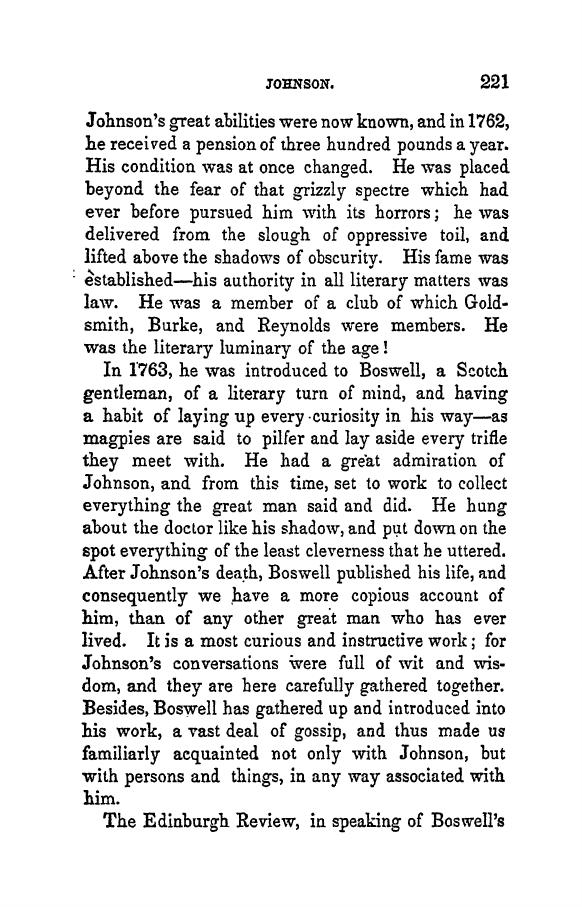 JOHNSON. 221
Johnson's great abilities were now known, and in 1762,
he received a pension of three hundred pounds a year.
His condition was at once changed. He was placed
beyond the fear of that grizzly spectre which had
ever before pursued him with its horrors; he was
delivered from the slough of oppressive toil, and
lifted above the shadows of obscurity. His fame was
established—his authority in all literary matters was
law. He was a member of a club of which Gold-
smith, Burke, and Reynolds were members. He
was the literary luminary of the age!
In 1763, he was introduced to Boswell, a Scotch
gentleman, of a literary turn of mind, and having
a habit of laying up every curiosity in his way—as
magpies are said to pilfer and lay aside every trifle
they meet with. He had a great admiration of
Johnson, and from this time, set to work to collect
everything the great man said and did. He hung
about the doctor like his shadow, and put down on the
spot everything of the least cleverness that he uttered.
After Johnson's death, Boswell published his life, and
consequently we have a more copious account of
him, than of any other great man who has ever
lived. It is a most curious and instructive work; for
Johnson's conversations were full of wit and wis-
dom, and they are here carefully gathered together.
Besides, Boswell has gathered up and introduced into
his work, a vast deal of gossip, and thus made us
familiarly acquainted not only with Johnson, but
with persons and things, in any way associated with
him.
The Edinburgh Review, in speaking of Boswell's